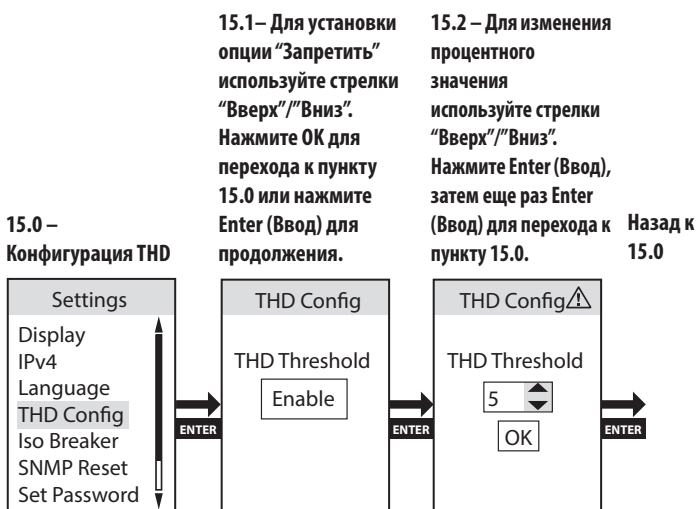 15.0 –
Конфигурация THD
15.1– Для установки
опции “Запретить”
используйте стрелки
“Вверх”/”Вниз”.
Нажмите OK для
перехода к пункту
15.0 или нажмите
Enter (Ввод) для
продолжения.
15.2 – Для изменения
процентного
значения
используйте стрелки
“Вверх”/”Вниз”.
Нажмите Enter (Ввод),
затем еще раз Enter
(Ввод) для перехода к
пункту 15.0.
Назад к
15.0
Settings
Display
IPv4
Language
THD Config
Iso Breaker
SNMP Reset
Set Password
ENTER
THD Config
THD Threshold
Enable
ENTER
THD Config
THD Threshold
5
OK
ENTER